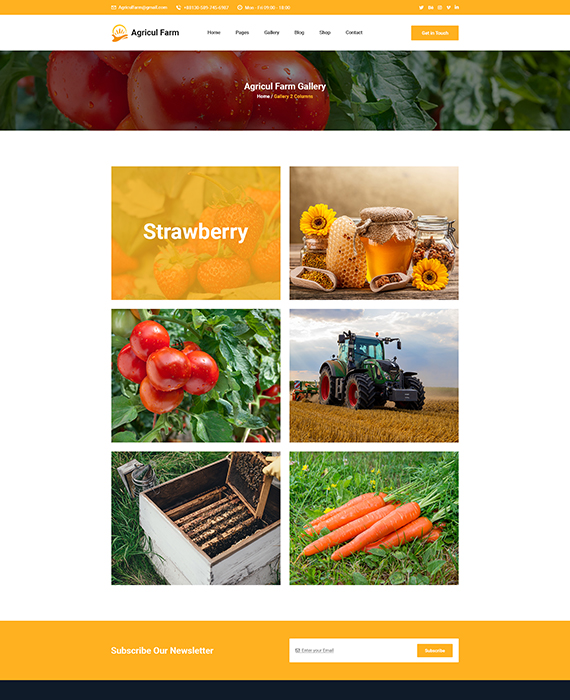 Agriculfarm@gmail.com
Mon - Fri 09:00 - 18:00
Agricul Farm
Home
Pages
Gallery
Blog
Shop
Contact
Get in Touch
Agricul Farm Gallery
Home / Gallery 2 Columns
Strawberry
Subscribe Our Newsletter
Enter your Email
Subscribe